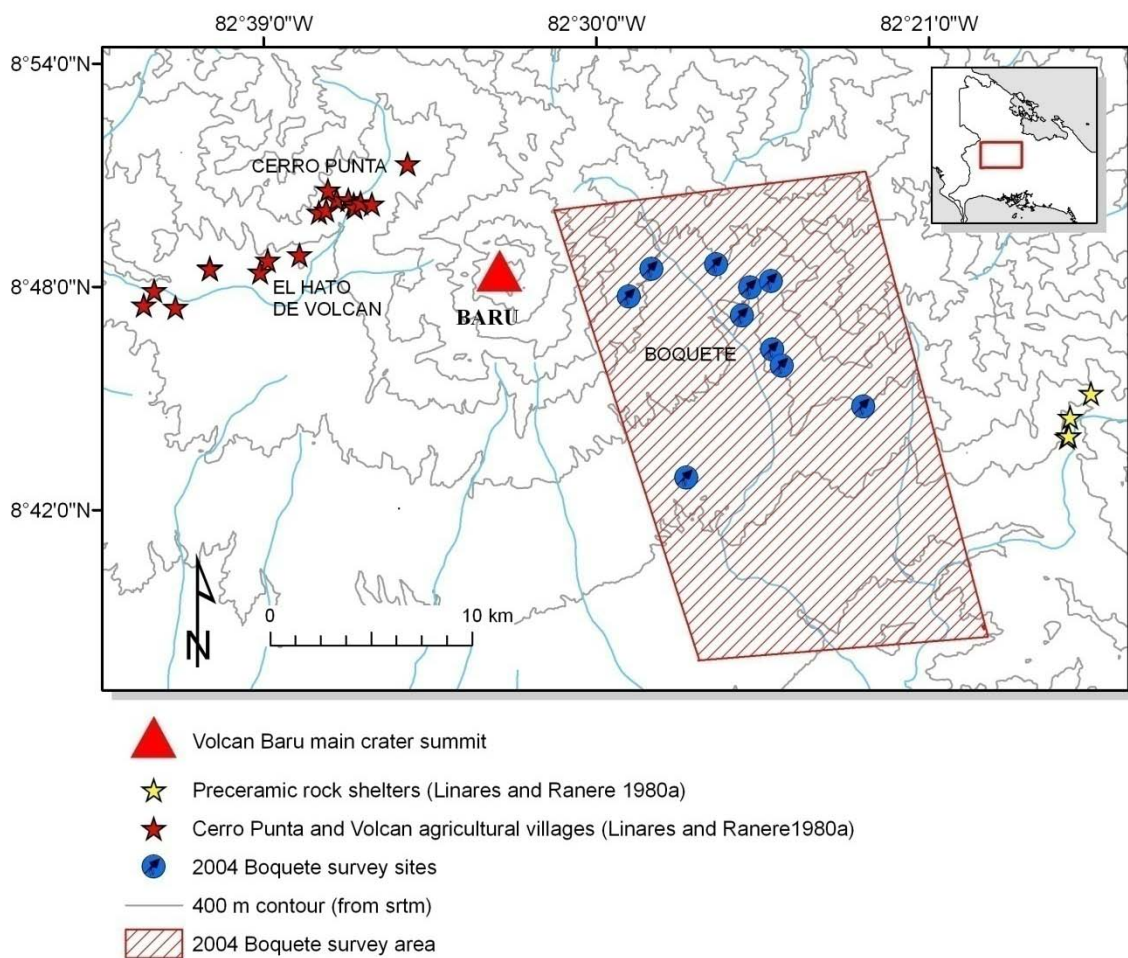 82°39'0"W
82°30'0"W
82°21'0"W
8°54'0"N
CERRO PUNTA
8°48'0"N
EL HATO
DE VOLCAN
BARU
BOQUETE
8°42'0"N
0
10 km
N
Volcan Baru main crater summit
Preceramic rock shelters (Linares and Ranere 1980a)
Cerro Punta and Volcan agricultural villages (Linares and Ranere1980a)
2004 Boquete survey sites
400 m contour (from srtm)
2004 Boquete survey area